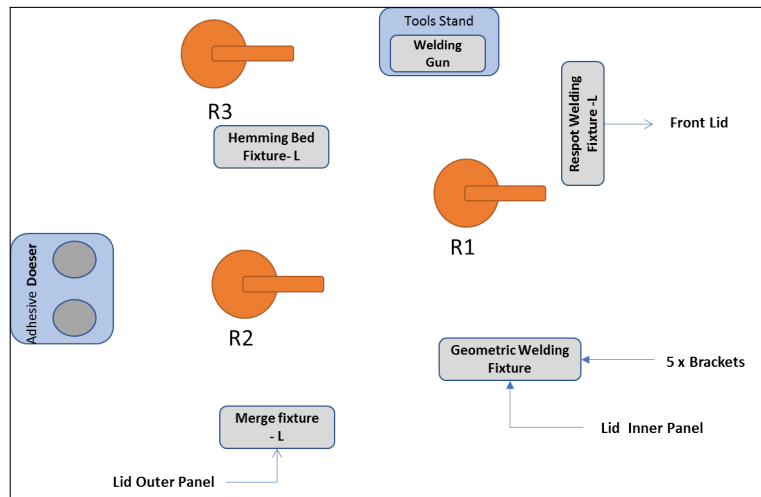 Tools Stand
Welding
Gun
R3
Hemming Bed
Fixture- L
Respot Welding
Fixture -L
Front Lid
R1
Adhesive Doeser
R2
Geometric Welding
Fixture
5 x Brackets
Merge fixture
- L
Lid Inner Panel
Lid Outer Panel